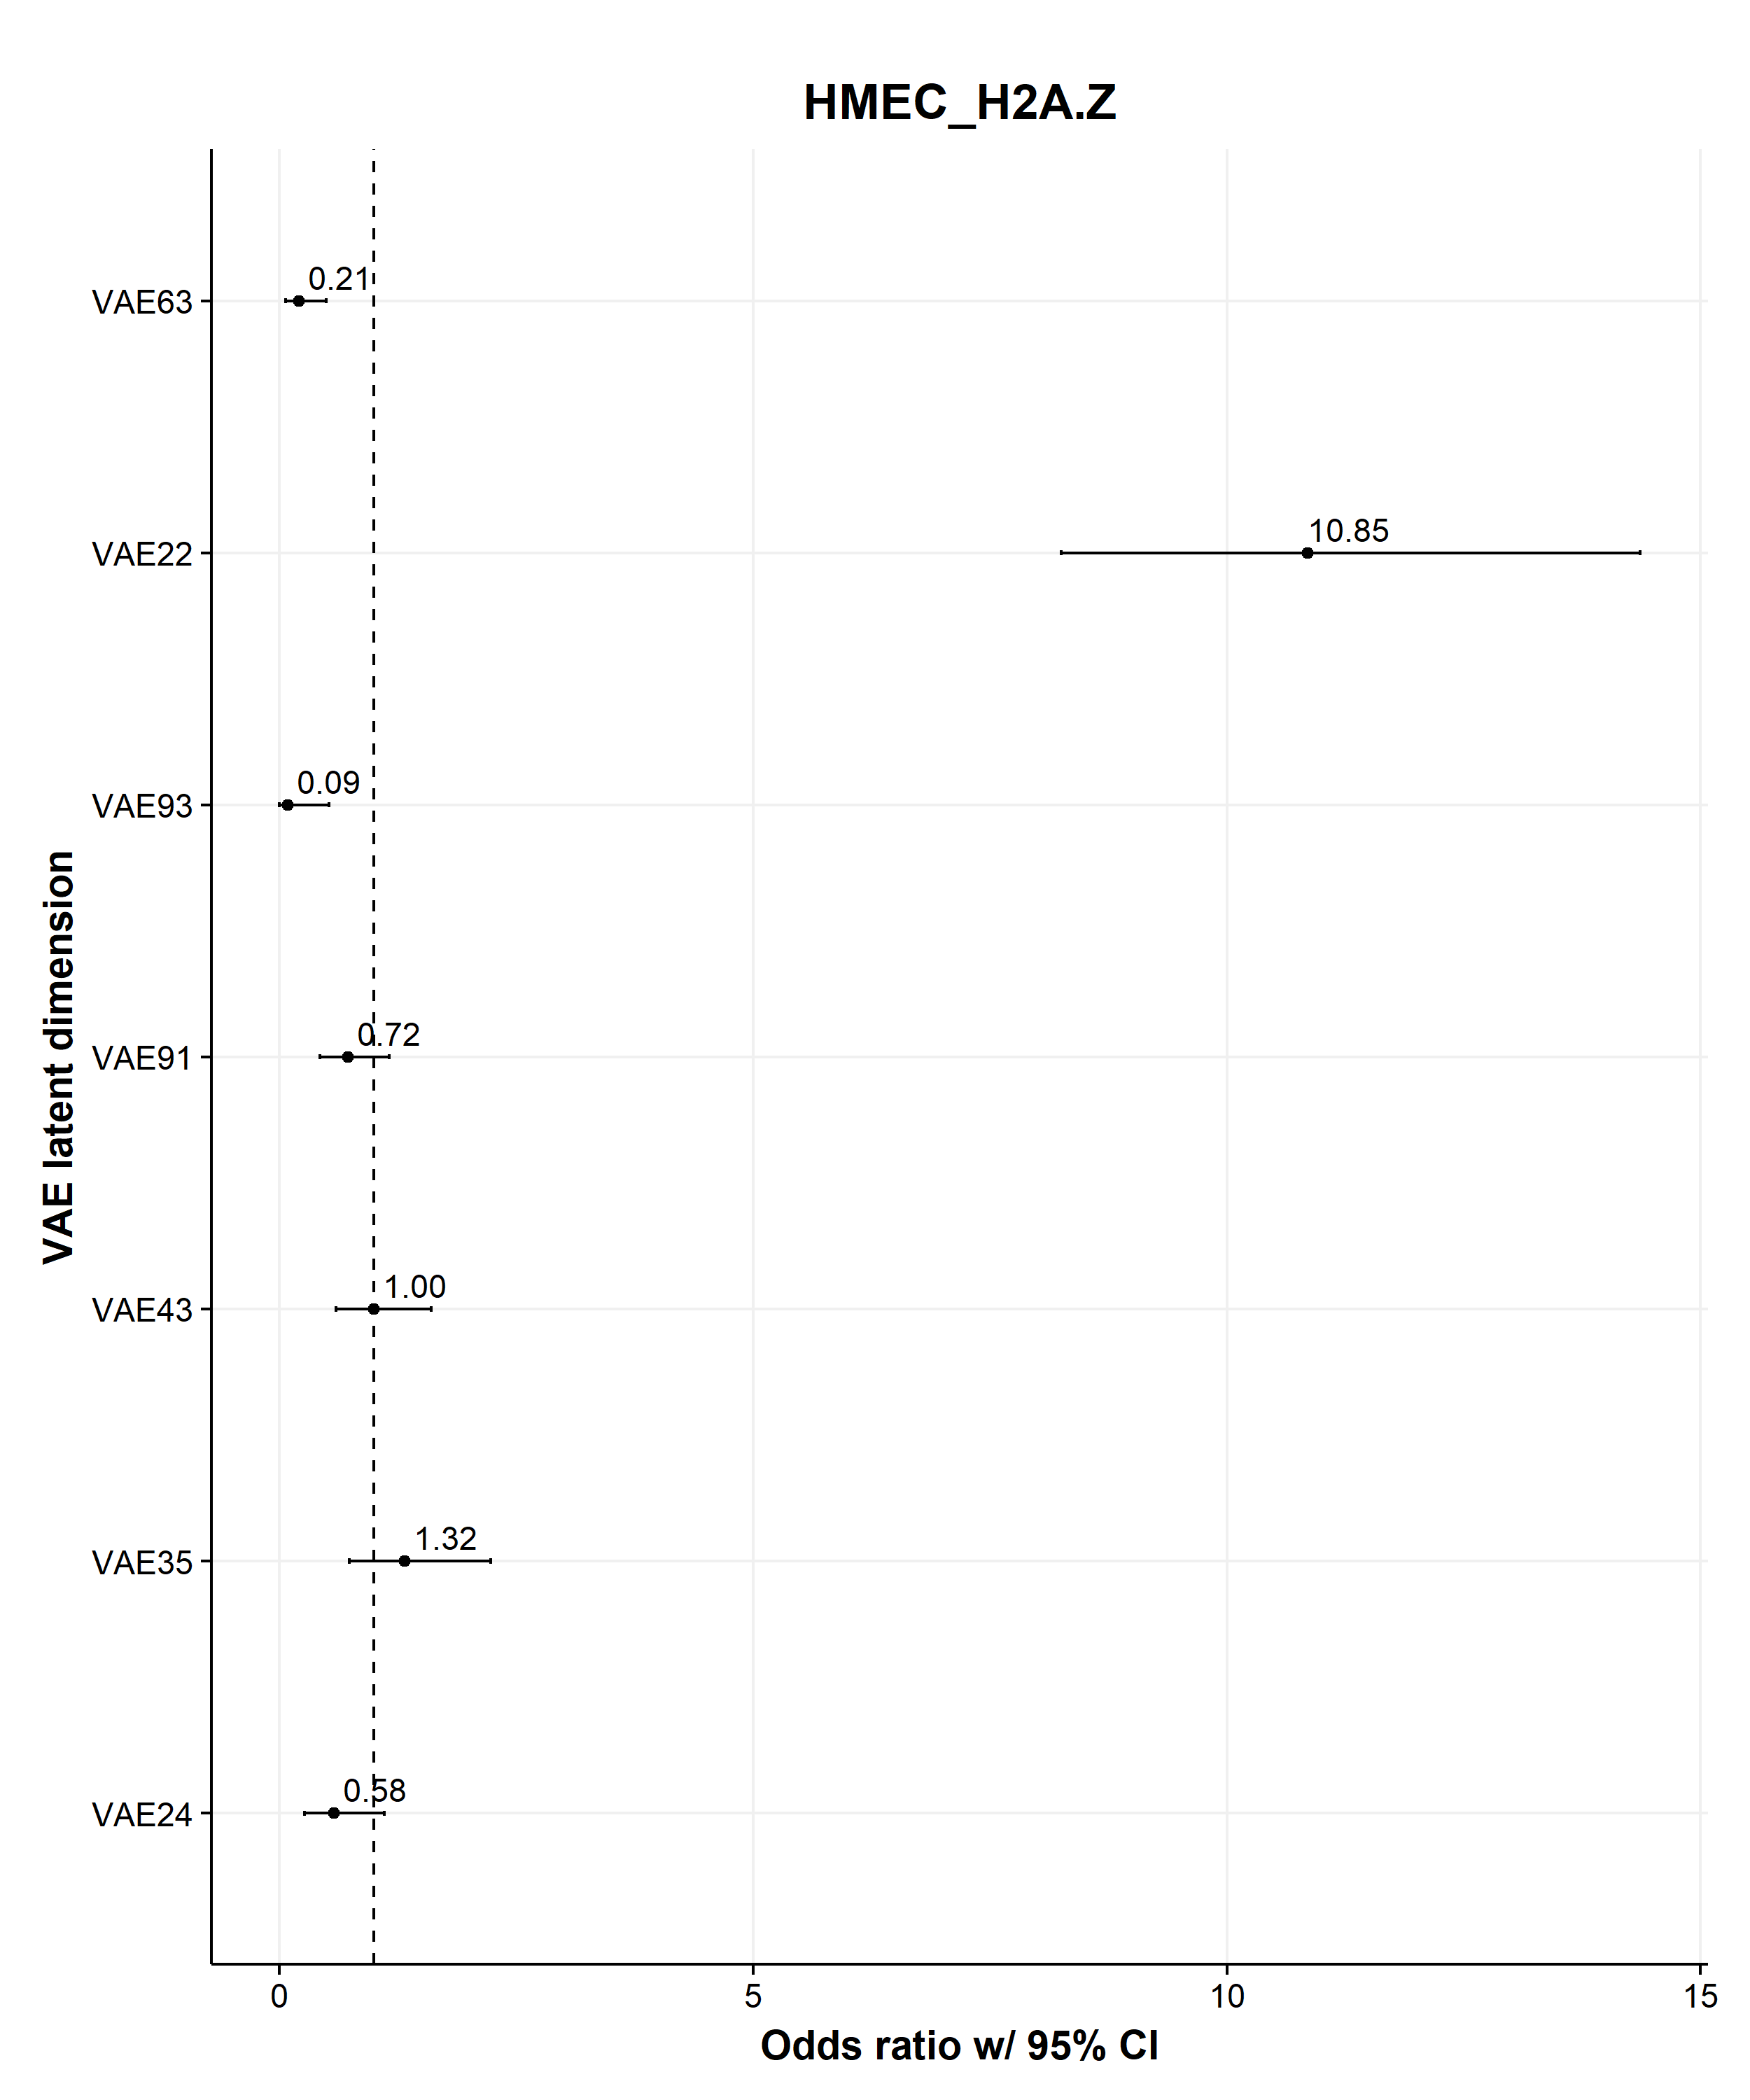 HMEC_H2A.Z
VAE latent dimension
VAE63
0.21
VAE22
10.85
VAE93
0.09
VAE91
0.72
VAE43
1.00
VAE35
1.32
VAE24
0.58
0 5 10 15
Odds ratio w/ 95% CI